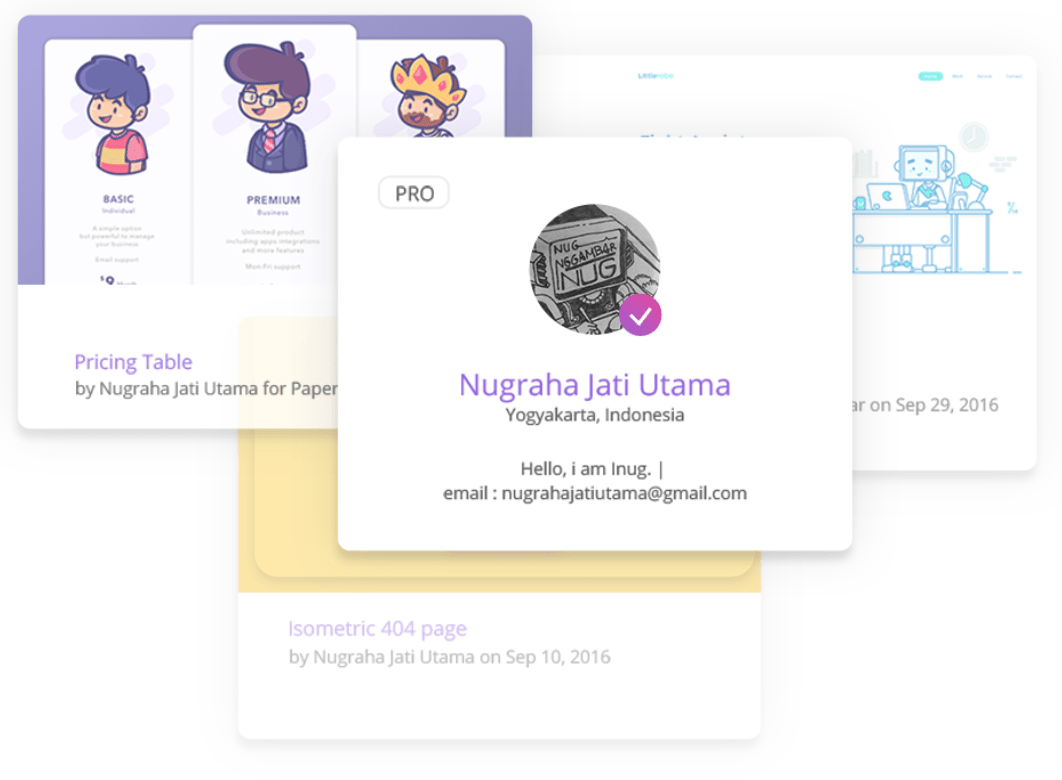 BASIC
Individual
A simple option
but powerful to manage
your business
Email support
$9
PREMIUM
Business
Unlimited product
including apps integrations
and more features
Mon-Fri support
Pricing Table
by Nugraha Jati Utama for Paper
Home
PRO
NUG
NGGAMBAR
NUG
Nugraha Jati Utama
Yogyakarta, Indonesia
Hello, i am Inug. |
email : nugrahajatiutama@gmail.com
ar on Sep 29, 2016
Isometric 404 page
by Nugraha Jati Utama on Sep 10, 2016